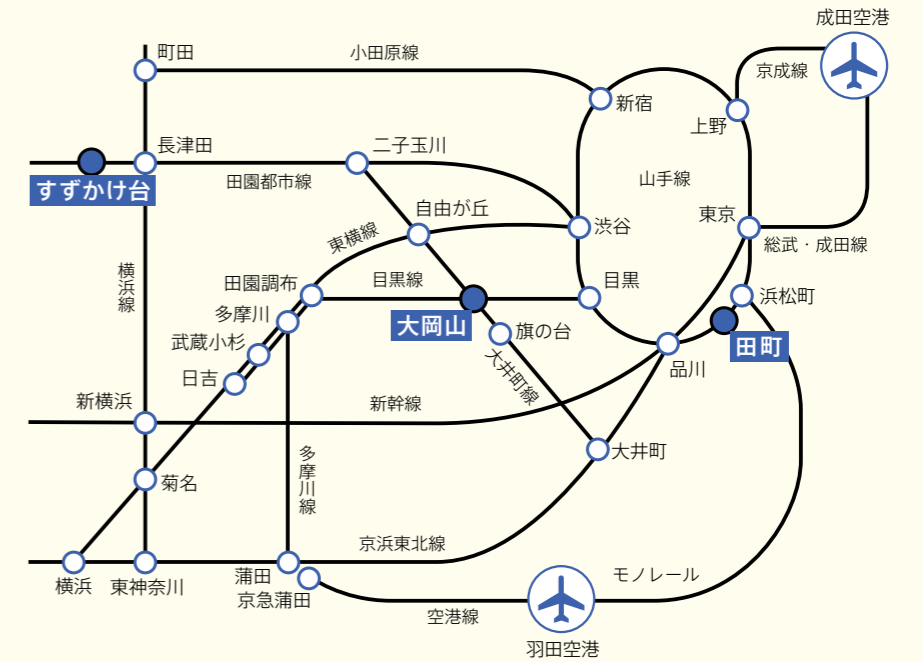 成田空港
町田
小田原線
京成線
新宿
上野
長津田
二子玉川
すずかけ台
田園都市線
山手線
自由が丘
東京
渋谷
東横線
総武・成田線
横浜線
田園調布
目黒線
目黒
浜松町
多摩川
大岡山
旗の台
武蔵小杉
田町
大井町線
品川
日吉
新横浜
新幹線
大井町
多摩川線
菊名
京浜東北線
横浜
東神奈川
蒲田
京急蒲田
モノレール
空港線
羽田空港